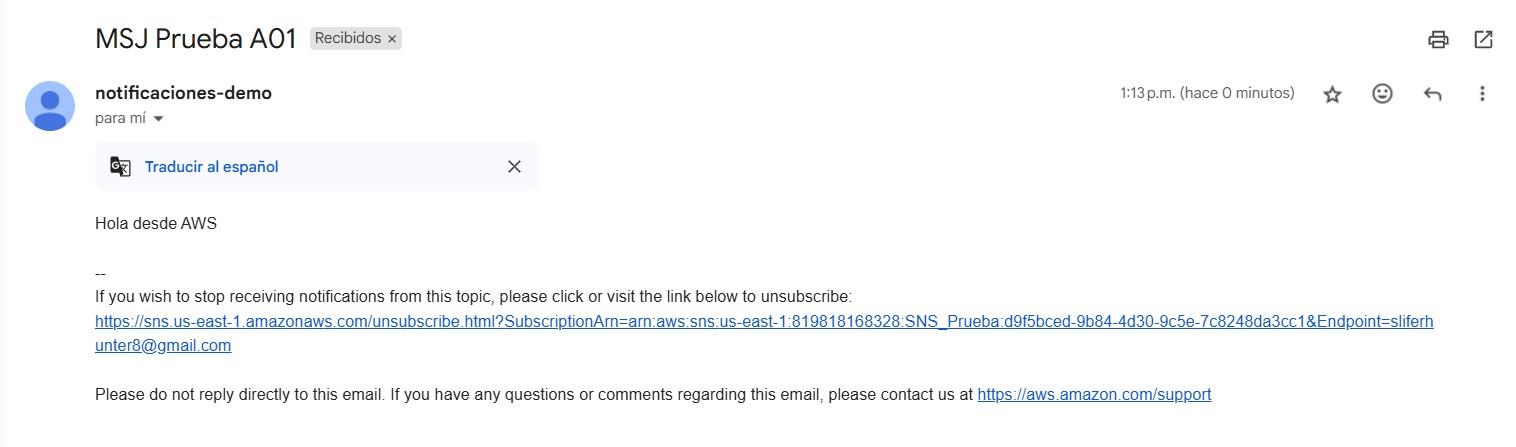 MSJ Prueba A01 Recibidos ×
notificaciones-demo 1:13 p.m. (hace 0 minutos)
para mí
Traducir al español
Hola desde AWS
--
If you wish to stop receiving notifications from this topic, please click or visit the link below to unsubscribe:
https://sns.us-east-1.amazonaws.com/unsubscribe.html?SubscriptionArn=arn:aws:sns:us-east-1:819818168328:SNS_Prueba:d9f5bced-9b84-4d30-9c5e-7c8248da3cc1&Endpoint=sliferh
unter8@gmail.com
Please do not reply directly to this email. If you have any questions or comments regarding this email, please contact us at https://aws.amazon.com/support